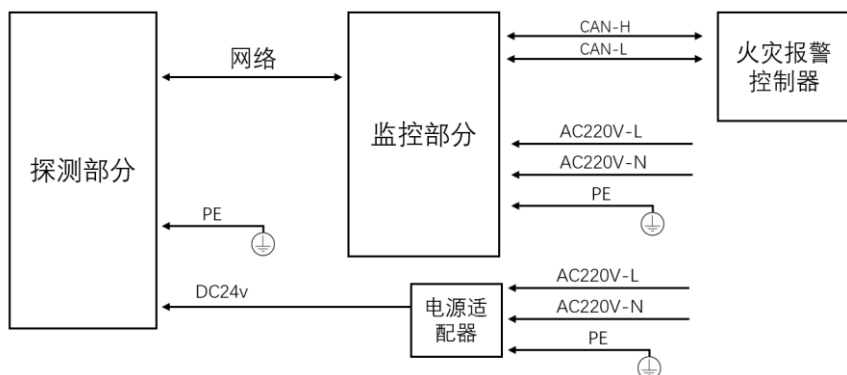 探测部分
网络
PE
DC24v
监控部分
CAN-H
CAN-L
火灾报警
控制器
AC220V-L
AC220V-N
PE
电源适
配器
AC220V-L
AC220V-N
PE